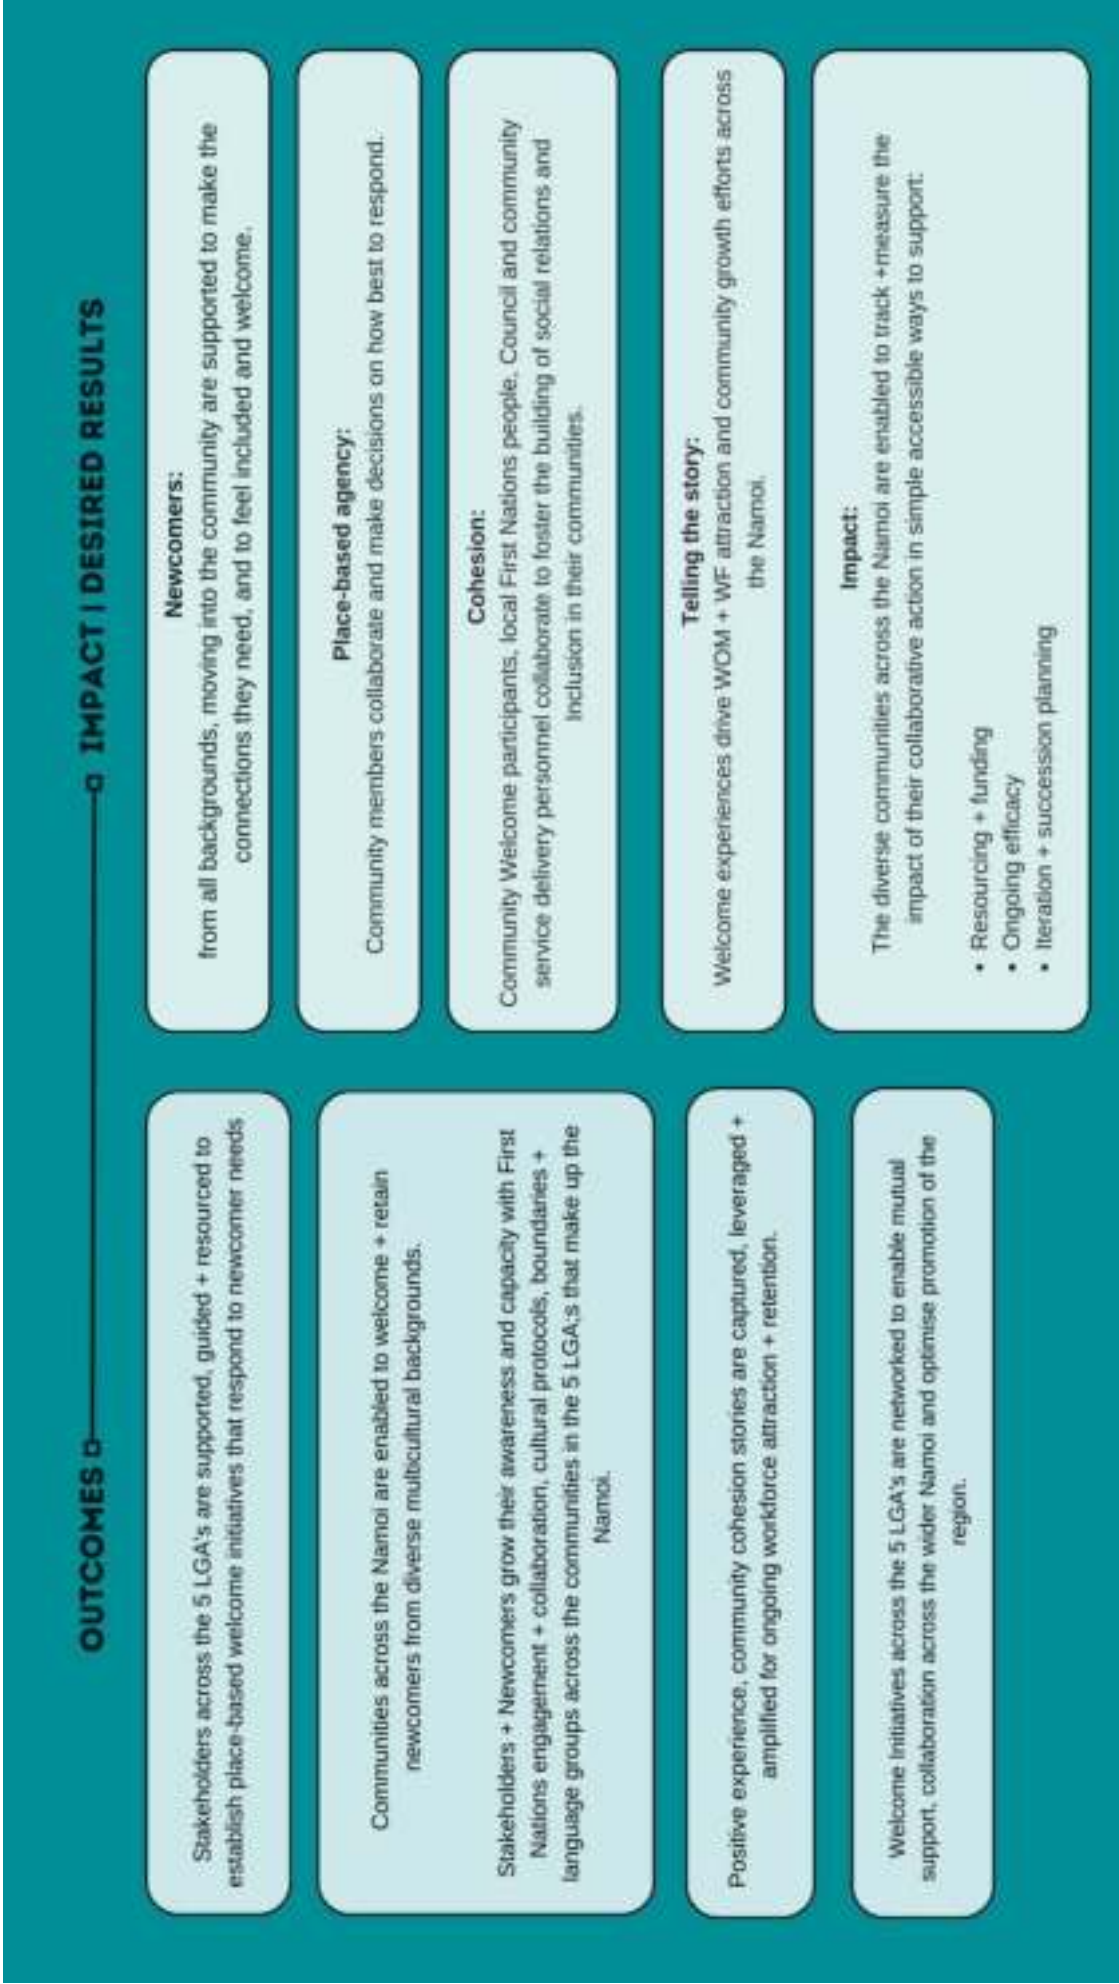 OUTCOMES
Stakeholders across the 5 LGA's are supported, guided + resourced to
establish place-based welcome initiatives that respond to newcomer needs
Communities across the Namoi are enabled to welcome + retain
newcomers from diverse multicultural backgrounds.
Stakeholders + Newcomers grow their awareness and capacity with First
Nations engagement + collaboration, cultural protocols, boundaries +
language groups across the communities in the 5 LGA;s that make up the
Namoi.
Positive experience, community cohesion stories are captured, leveraged +
amplified for ongoing workforce attraction + retention.
Welcome Initiatives across the 5 LGA's are networked to enable mutual
support, collaboration across the wider Namoi and optimise promotion of the
region.
IMPACT | DESIRED RESULTS
Newcomers:
from all backgrounds, moving into the community are supported to make the
connections they need, and to feel included and welcome.
Place-based agency:
Community members collaborate and make decisions on how best to respond.
Cohesion:
Community Welcome participants, local First Nations people, Council and community
service delivery personnel collaborate to foster the building of social relations and
Inclusion in their communities.
Telling the story:
Welcome experiences drive WOM + WF attraction and community growth efforts across
the Namoi.
Impact:
The diverse communities across the Namoi are enabled to track +measure the
impact of their collaborative action in simple accessible ways to support:
• Resourcing + funding
• Ongoing efficacy
• Iteration + succession planning